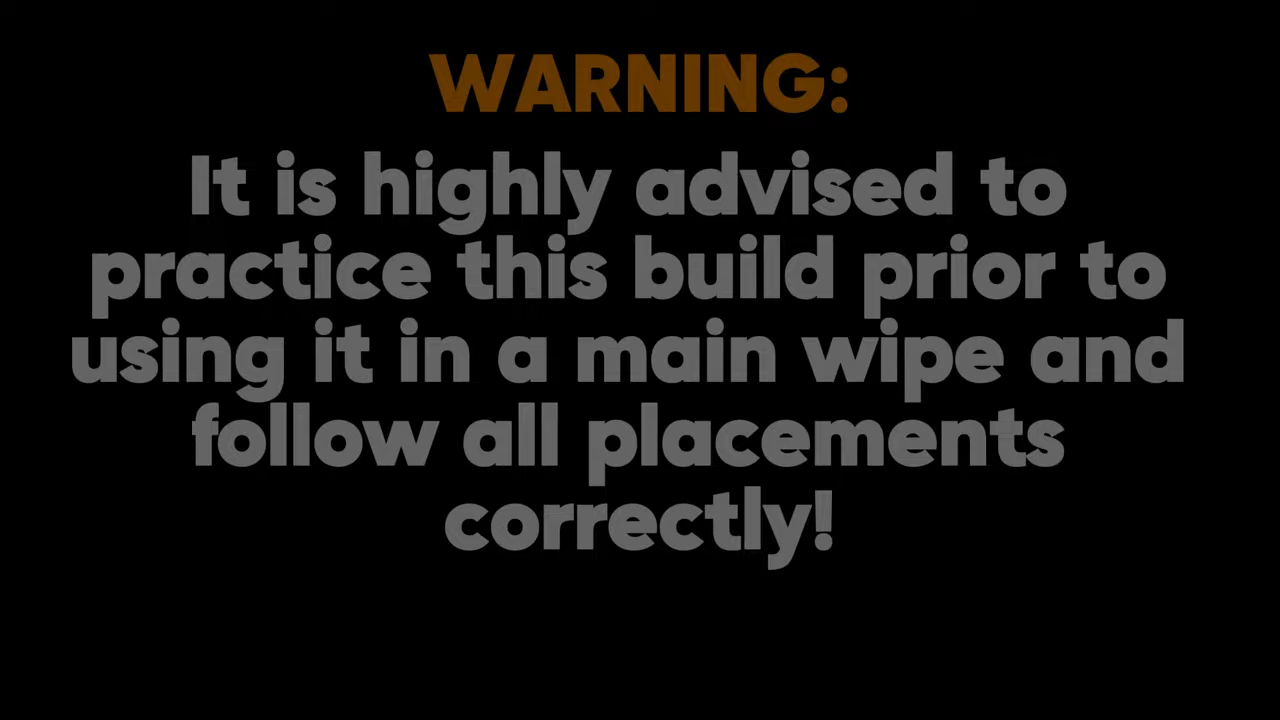 WARNING:
It is highly advised to
practice this build prior to
using it in a main wipe and
follow all placements
correctly!